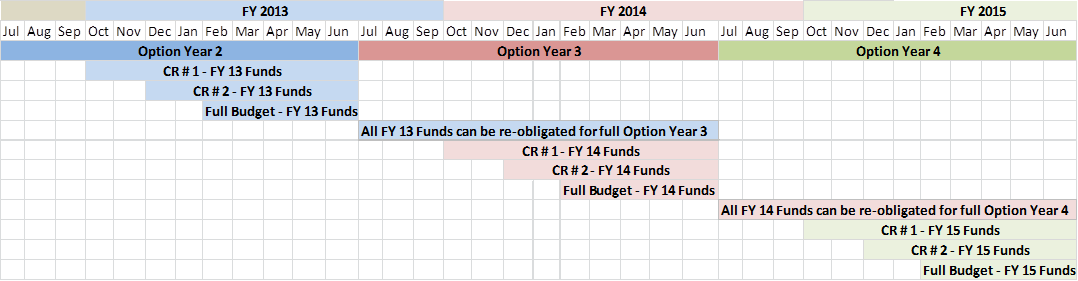 FY 2013 FY 2014 FY 2015
Jul Aug Sep Oct Nov Dec Jan Feb Mar Apr May Jun Jul Aug Sep Oct Nov Dec Jan Feb Mar Apr May Jun Jul Aug Sep Oct Nov Dec Jan Feb Mar Apr May Jun
Option Year 2 Option Year 3 Option Year 4
CR # 1 - FY 13 Funds
CR # 2 - FY 13 Funds
Full Budget - FY 13 Funds
All FY 13 Funds can be re-obligated for full Option Year 3
CR # 1 - FY 14 Funds
CR # 2 - FY 14 Funds
Full Budget - FY 14 Funds
All FY 14 Funds can be re-obligated for full Option Year 4
CR # 1 - FY 15 Funds
CR # 2 - FY 15 Funds
Full Budget - FY 15 Funds